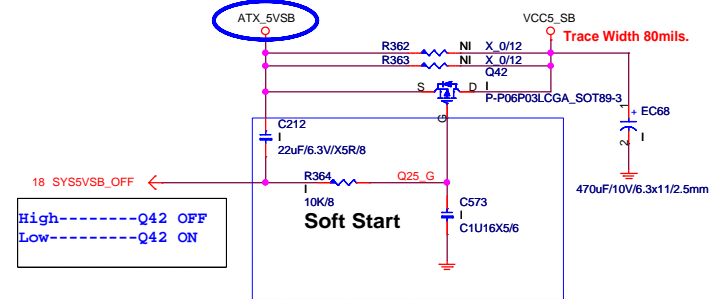 ATX_5VSB
VCC5_SB
Trace Width 80mils.
R362 NI X_0/12
R363 NI X_0/12
Q42
S D I
P-P06P03LCGA_SOT89-3
G
1
+ EC68
I
2
470uF/10V/6.3x11/2.5mm
C212
I
22uF/6.3V/X5R/8
18 SYS5VSB_OFF
R364 Q25_G
I
10K/8
Soft Start
C573
I
C1U16X5/6
High--------Q42 OFF
Low---------Q42 ON